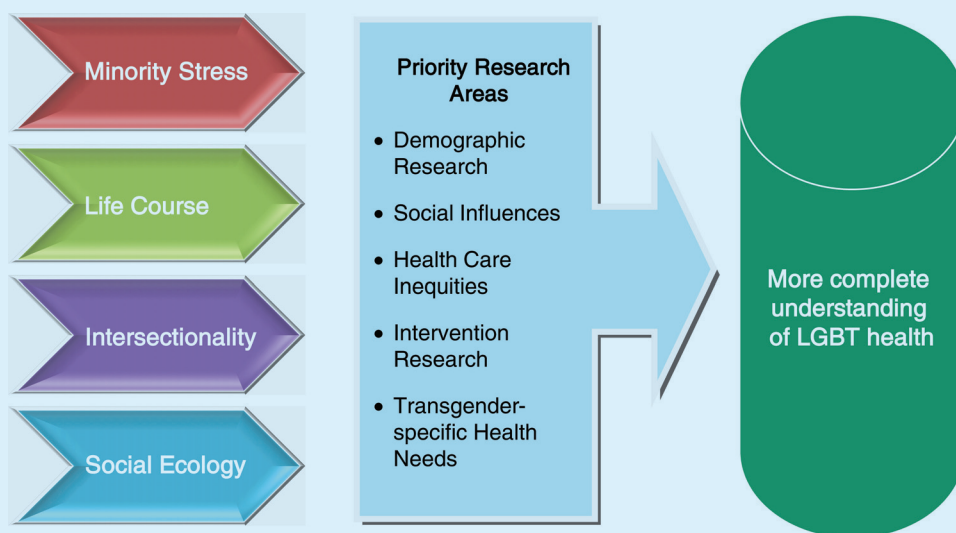 Minority Stress
Life Course
Intersectionality
Social Ecology
Priority Research
Areas
• Demographic
Research
• Social Influences
• Health Care
Inequities
• Intervention
Research
• Transgender-
specific Health
Needs
More complete
understanding
of LGBT health